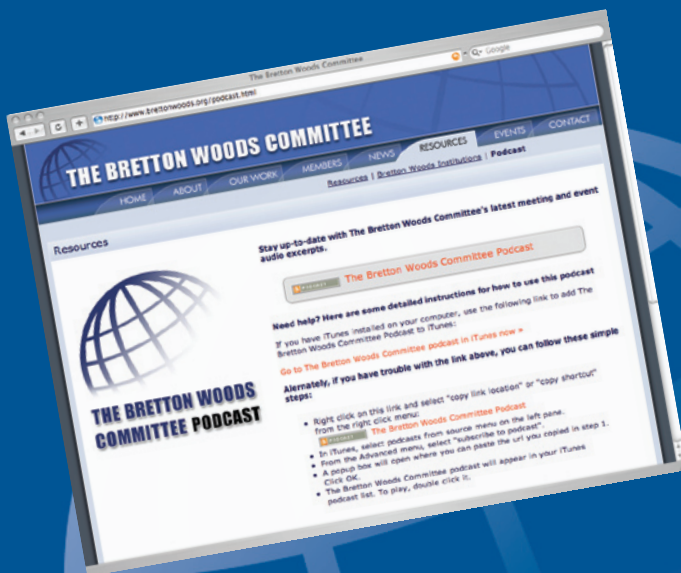 The Bretton Woods Committee
http://www.brettonwoods.org/podcast.html
Google
THE BRETTON WOODS COMMITTEE
HOME ABOUT OUR WORK MEMBERS NEWS RESOURCES EVENTS CONTACT
Resources | Bretton Woods Institutions | Podcast
Resources
THE BRETTON WOODS
COMMITTEE PODCAST
Stay up-to-date with The Bretton Woods Committee's latest meeting and event
audio excerpts.
PODCAST The Bretton Woods Committee Podcast
Need help? Here are some detailed instructions for how to use this podcast
If you have iTunes installed on your computer, use the following link to add The
Bretton Woods Committee Podcast to iTunes:
Go to The Bretton Woods Committee podcast in iTunes now »
Alernately, if you have trouble with the link above, you can follow these simple
steps:
• Right click on this link and select "copy link location" or "copy shortcut"
from the right click menu:
PODCAST The Bretton Woods Committee Podcast
• In iTunes, select podcasts from source menu on the left pane.
• From the Advanced menu, select "subscribe to podcast".
• A popup box will open where you can paste the url you copied in step 1.
Click OK.
• The Bretton Woods Committee podcast will appear in your iTunes
podcast list. To play, double click it.